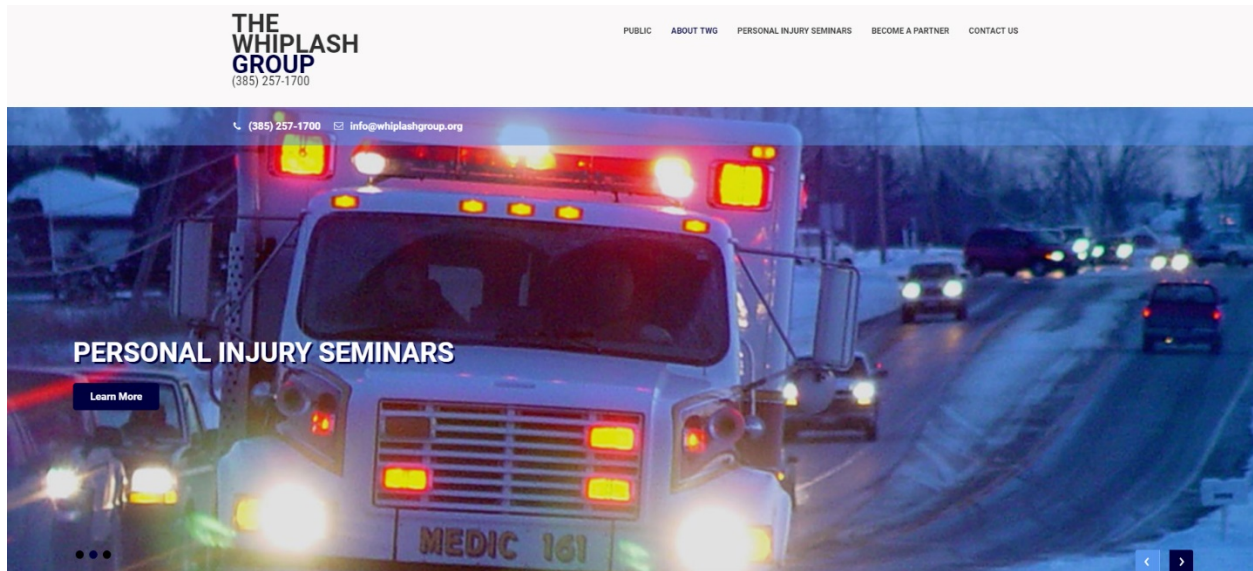 THE
WHIPLASH
GROUP
(385) 257-1700
PUBLIC ABOUT TWG PERSONAL INJURY SEMINARS BECOME A PARTNER CONTACT US
(385) 257-1700 info@whiplashgroup.org
PERSONAL INJURY SEMINARS
Learn More
MEDIC 161